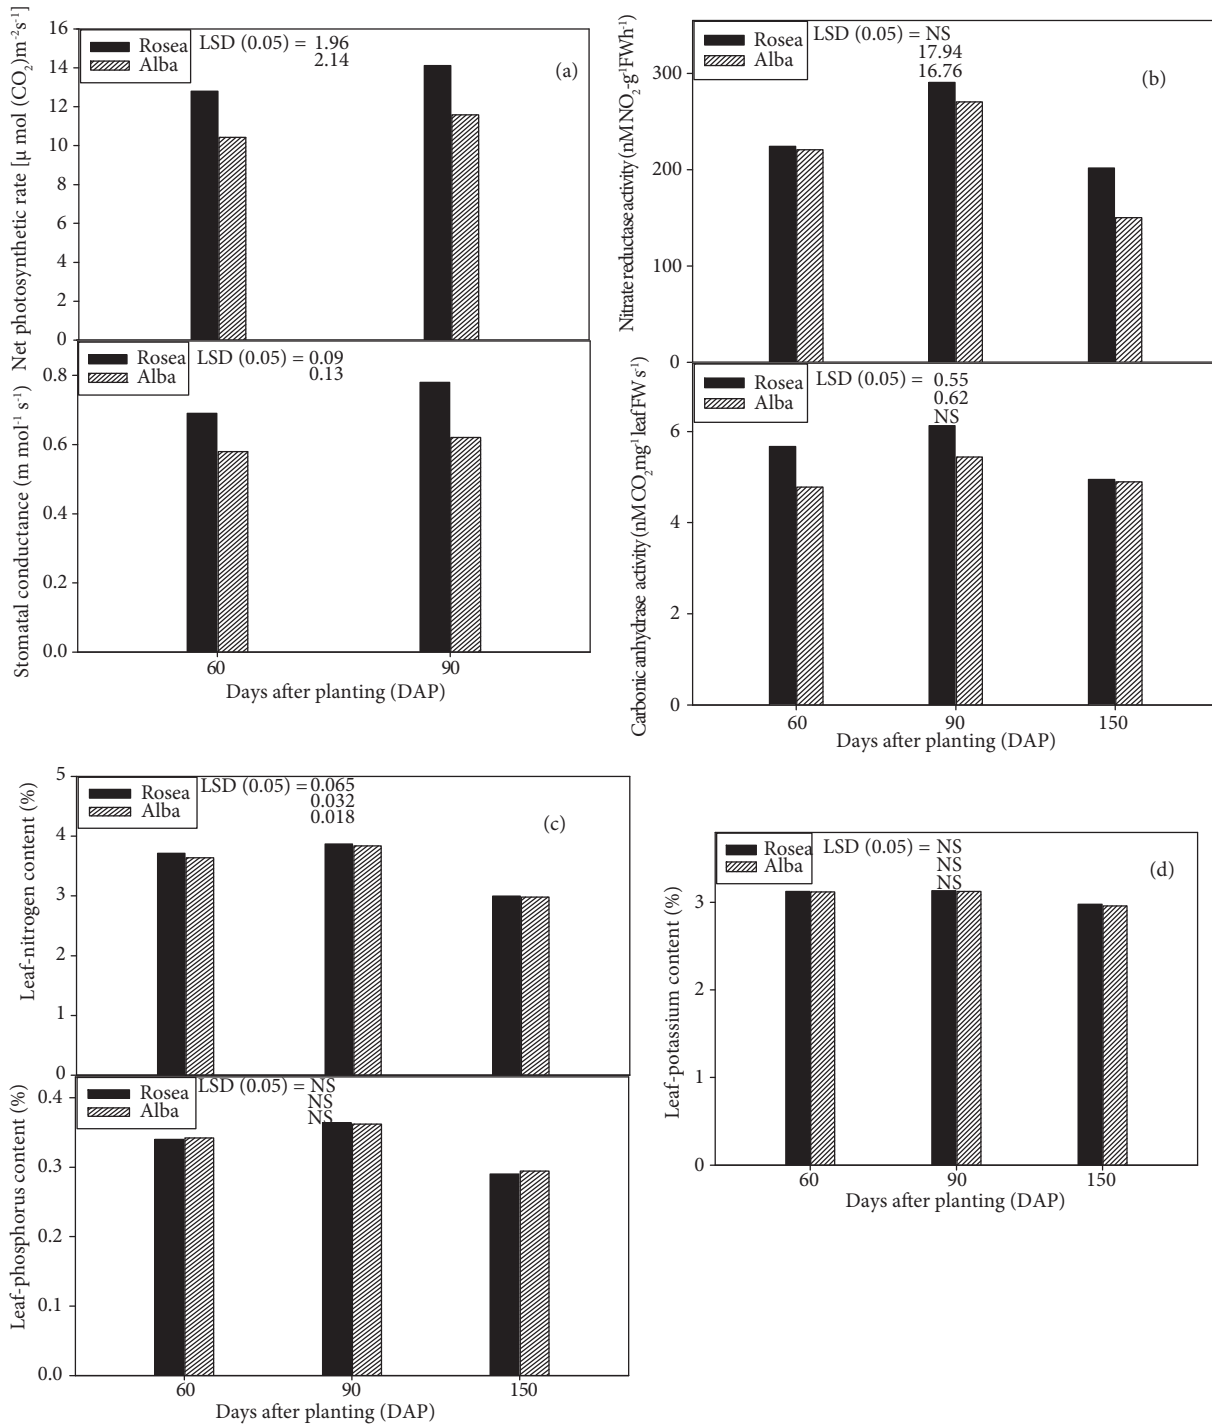 Net photosynthetic rate [µ mol (CO₂)m⁻²s⁻¹]
16
14
12
10
8
6
4
2
0
Rosea
Alba
LSD (0.05) = 1.96
2.14
(a)
Stomatal conductance (m mol⁻¹ s⁻¹)
0.8
0.6
0.4
0.2
0.0
Rosea
Alba
LSD (0.05) = 0.09
0.13
60
90
Days after planting (DAP)
Nitrate reductase activity (nM NO₂-g⁻¹FWh⁻¹)
300
200
100
0
Rosea
Alba
LSD (0.05) = NS
17.94
16.76
(b)
Carbonic anhydrase activity (nM CO₂ mg⁻¹ leaf FW s⁻¹)
6
4
2
0
Rosea
Alba
LSD (0.05) = 0.55
0.62
NS
60
90
150
Days after planting (DAP)
Leaf-nitrogen content (%)
5
4
3
2
1
0
Rosea
Alba
LSD (0.05) = 0.065
0.032
0.018
(c)
Leaf-phosphorus content (%)
0.4
0.3
0.2
0.1
0.0
Rosea
Alba
LSD (0.05) = NS
NS
NS
60
90
150
Days after planting (DAP)
Leaf-potassium content (%)
3
2
1
0
Rosea
Alba
LSD (0.05) = NS
NS
NS
(d)
60
90
150
Days after planting (DAP)